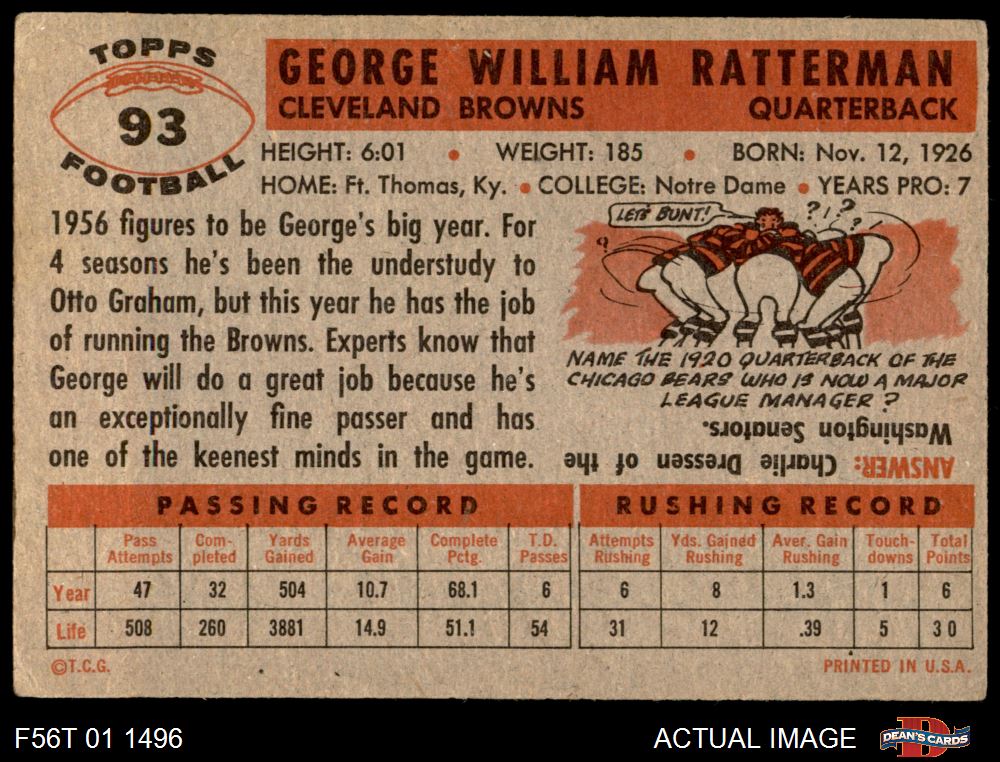 TOPPS
93
FOOTBALL
GEORGE WILLIAM RATTERMAN
CLEVELAND BROWNS QUARTERBACK
HEIGHT: 6:01 • WEIGHT: 185 • BORN: Nov. 12, 1926
HOME: Ft. Thomas, Ky. • COLLEGE: Notre Dame • YEARS PRO: 7
1956 figures to be George's big year. For
4 seasons he's been the understudy to
Otto Graham, but this year he has the job
of running the Browns. Experts know that
George will do a great job because he's
an exceptionally fine passer and has
one of the keenest minds in the game.
LET'S BUNT!
? ! ?
?
NAME THE 1920 QUARTERBACK OF THE
CHICAGO BEARS WHO IS NOW A MAJOR
LEAGUE MANAGER?
ANSWER: Charlie Dressen of the
Washington Senators.
PASSING RECORD
Pass Attempts Completed Yards Gained Average Gain Complete Pctg. T.D. Passes
Year 47 32 504 10.7 68.1 6
Life 508 260 3881 14.9 51.1 54
RUSHING RECORD
Attempts Rushing Yds. Gained Rushing Aver. Gain Rushing Touch-downs Total Points
6 8 1.3 1 6
31 12 .39 5 30
©T.C.G. PRINTED IN U.S.A.
F56T 01 1496 ACTUAL IMAGE D DEAN'S CARDS